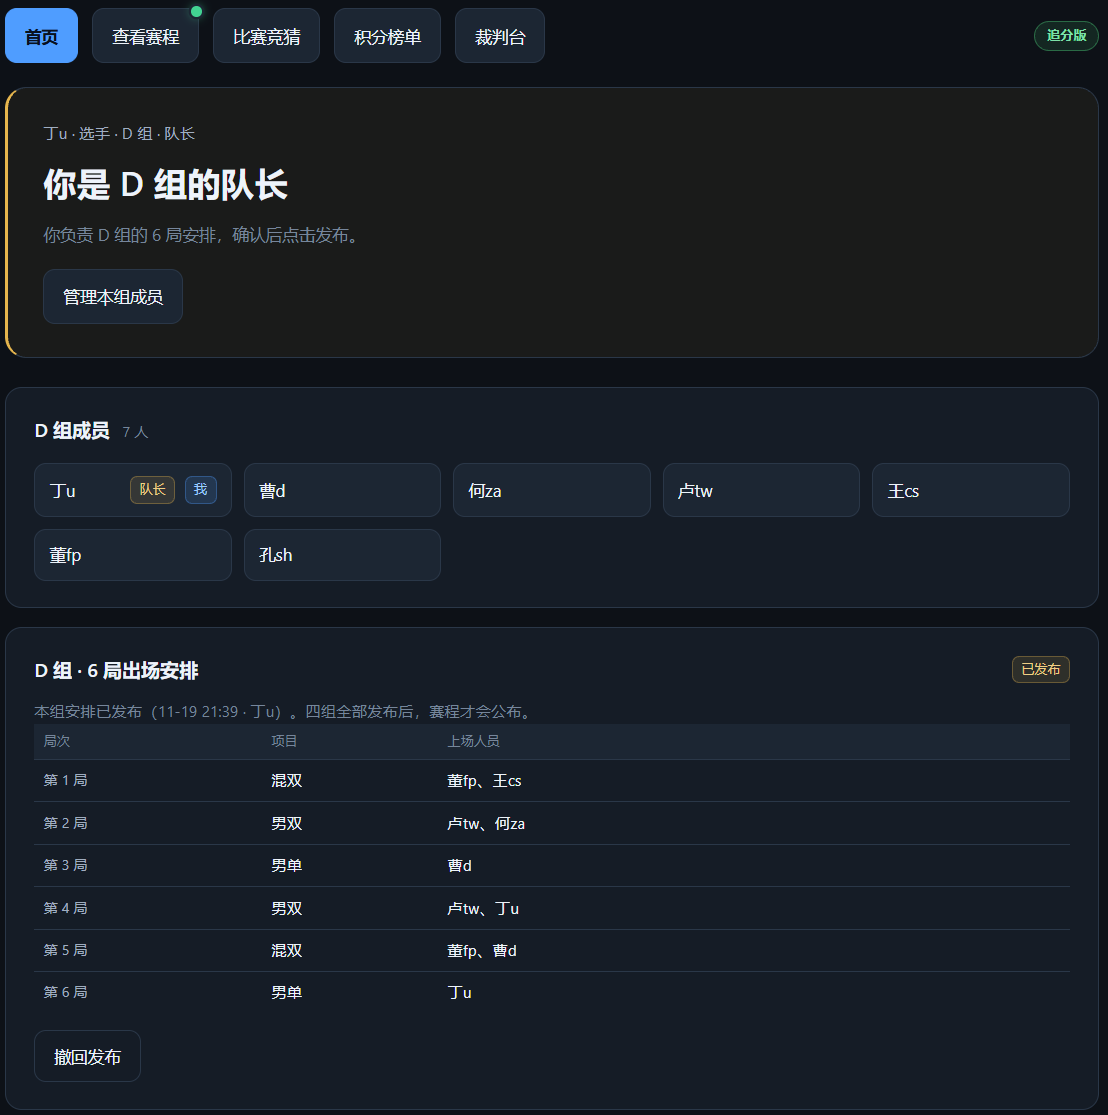 首页 查看赛程 比赛竞猜 积分榜单 裁判台 追分版
丁u · 选手 · D 组 · 队长
你是 D 组的队长
你负责 D 组的 6 局安排，确认后点击发布。
管理本组成员
D 组成员 7 人
丁u 队长 我 曹d 何za 卢tw 王cs
董fp 孔sh
D 组 · 6 局出场安排 已发布
本组安排已发布（11-19 21:39 · 丁u）。四组全部发布后，赛程才会公布。
局次 项目 上场人员
第 1 局 混双 董fp、王cs
第 2 局 男双 卢tw、何za
第 3 局 男单 曹d
第 4 局 男双 卢tw、丁u
第 5 局 混双 董fp、曹d
第 6 局 男单 丁u
撤回发布